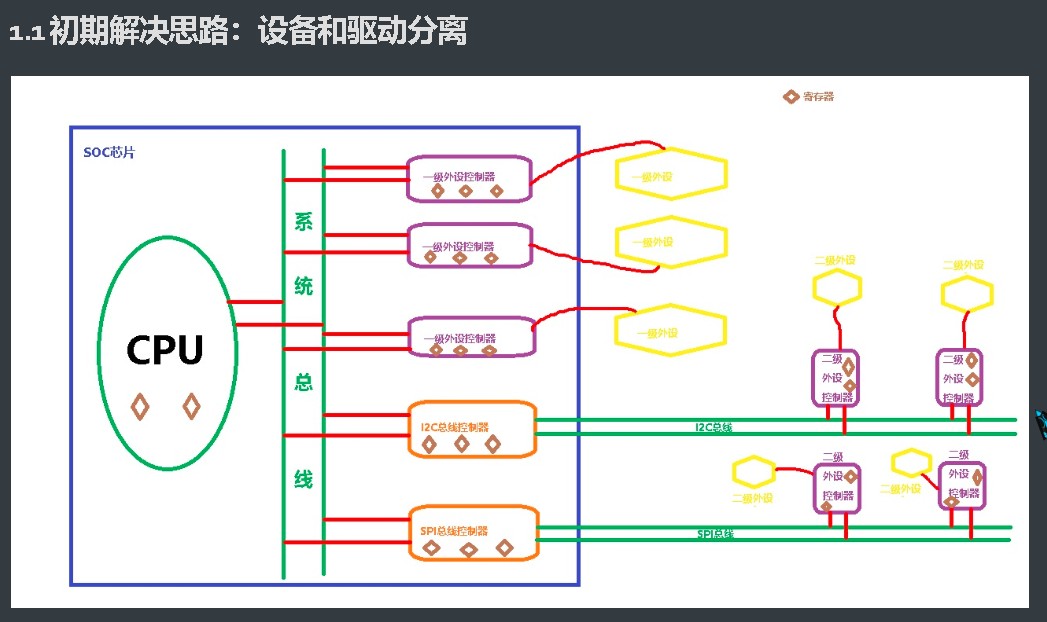 1.1初期解决思路：设备和驱动分离
寄存器
SOC芯片
CPU
系
统
总
线
一级外设控制器
一级外设控制器
一级外设控制器
I2C总线控制器
SPI总线控制器
一级外设
一级外设
一级外设
二级外设
二级外设
二级
外设
控制器
二级
外设
控制器
I2C总线
二级外设
二级
外设
控制器
二级外设
二级
外设
控制器
SPI总线